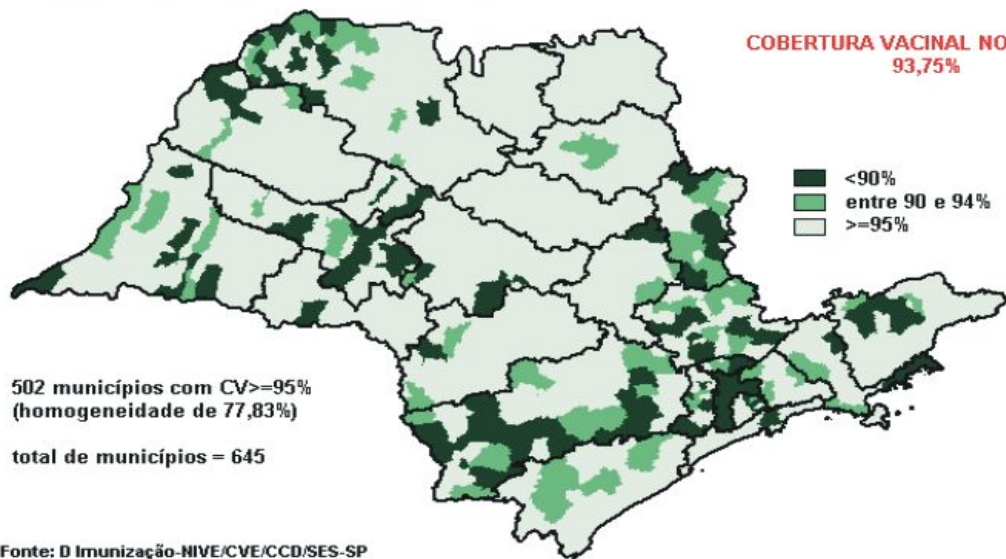 COBERTURA VACINAL NO
93,75%
<90%
entre 90 e 94%
>=95%
502 municípios com CV>=95%
(homogeneidade de 77,83%)
total de municípios = 645
Fonte: D Imunização-NIVE/CVE/CCD/SES-SP